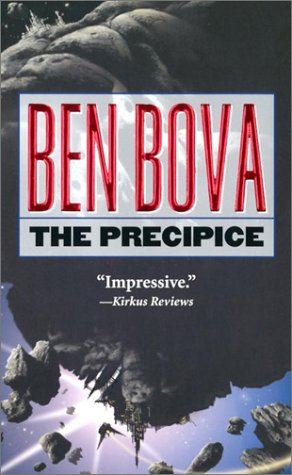 BEN BOVA
THE PRECIPICE
“Impressive.”
—Kirkus Reviews